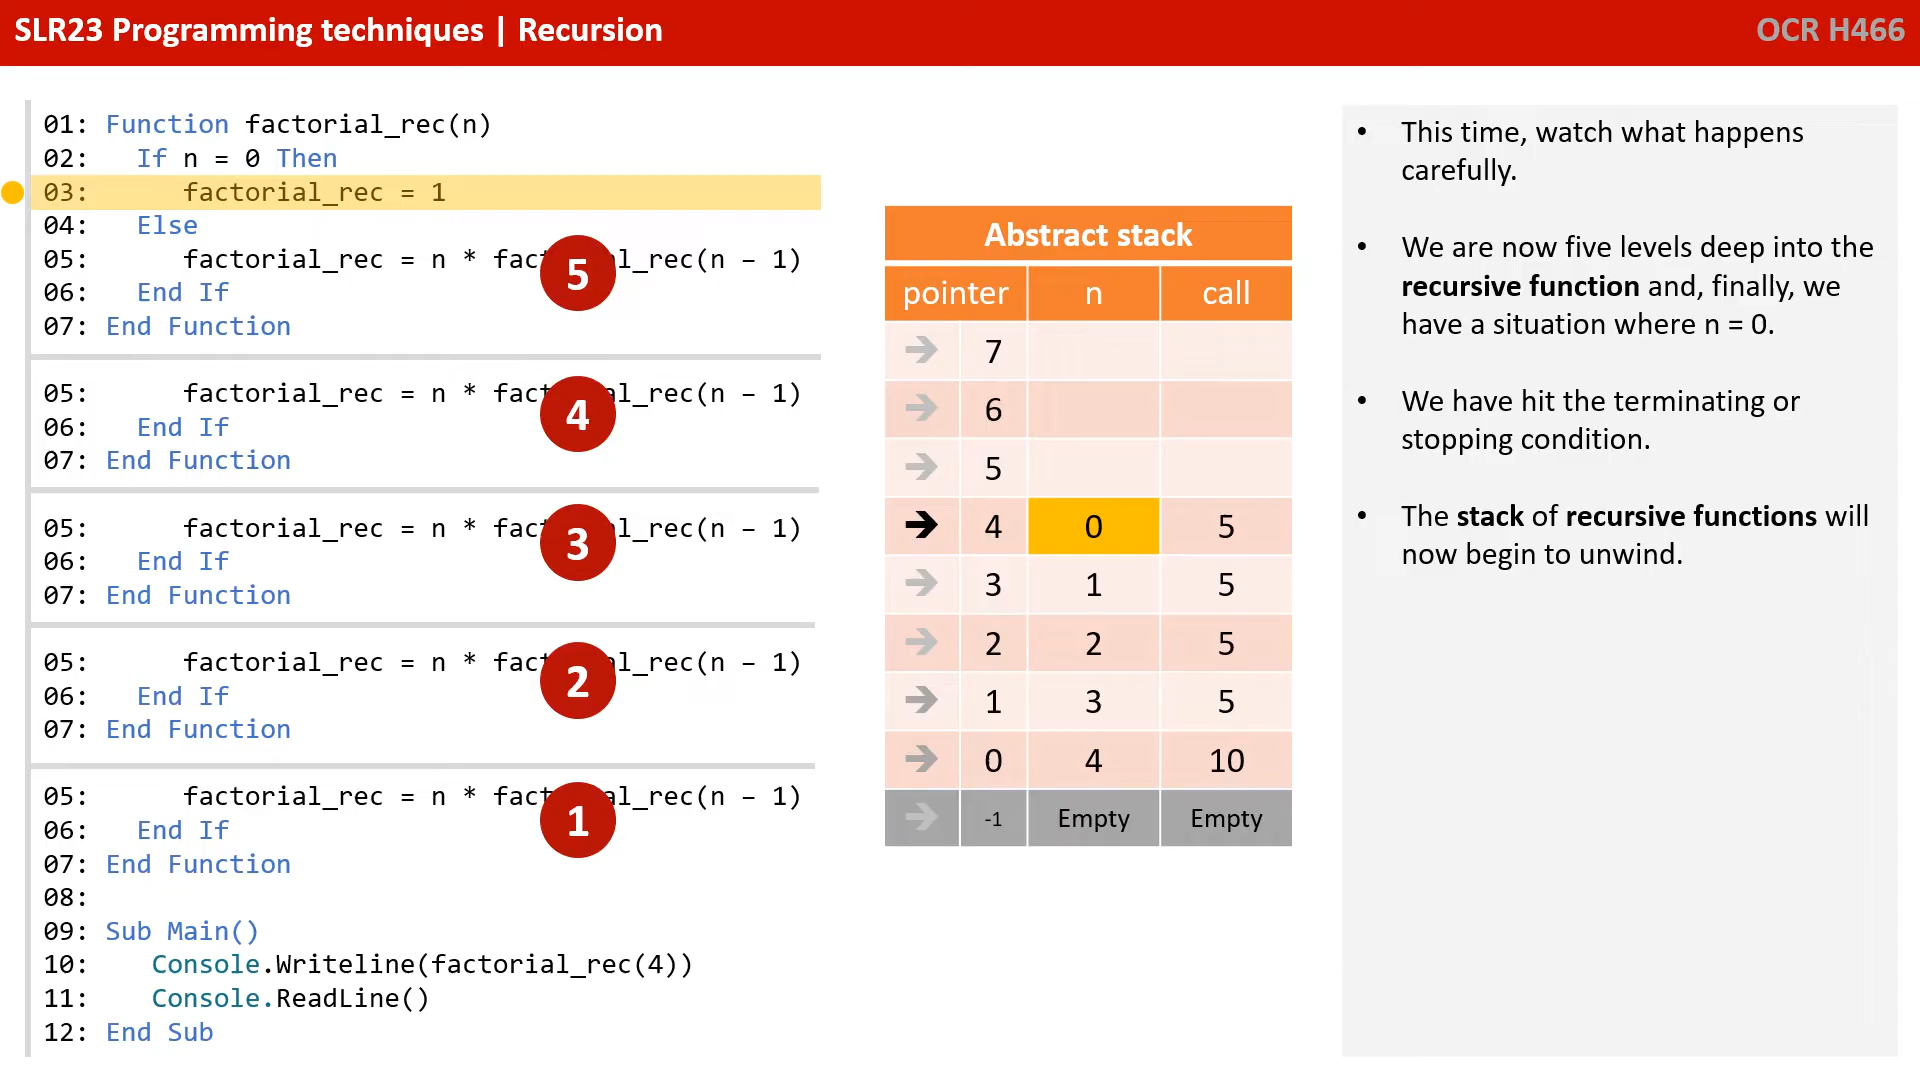 SLR23 Programming techniques | Recursion
OCR H466
01: Function factorial_rec(n)
02: If n = 0 Then
03: factorial_rec = 1
04: Else
05: factorial_rec = n * fac l_rec(n – 1)
5
06: End If
07: End Function
05: factorial_rec = n * fact al_rec(n – 1)
4
06: End If
07: End Function
05: factorial_rec = n * fact al_rec(n – 1)
3
06: End If
07: End Function
05: factorial_rec = n * fact l_rec(n – 1)
2
06: End If
07: End Function
05: factorial_rec = n * fact al_rec(n – 1)
1
06: End If
07: End Function
08:
09: Sub Main()
10: Console.Writeline(factorial_rec(4))
11: Console.ReadLine()
12: End Sub
Abstract stack
pointer n call
7
6
5
4 0 5
3 1 5
2 2 5
1 3 5
0 4 10
-1 Empty Empty
• This time, watch what happens
carefully.
• We are now five levels deep into the
recursive function and, finally, we
have a situation where n = 0.
• We have hit the terminating or
stopping condition.
• The stack of recursive functions will
now begin to unwind.